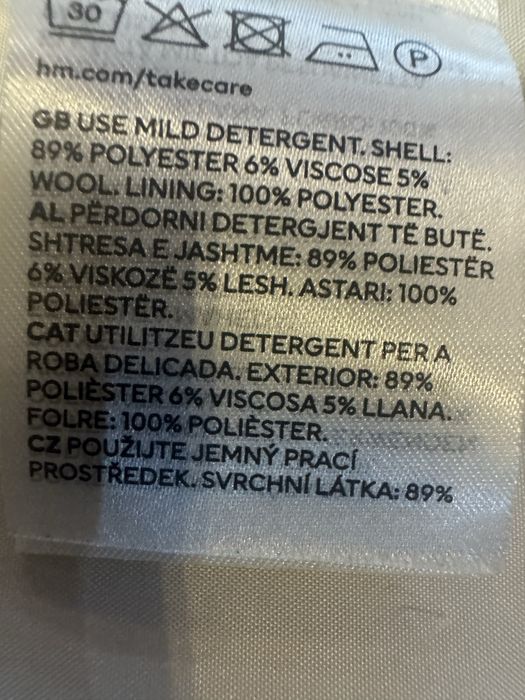 30
P
hm.com/takecare
GB USE MILD DETERGENT. SHELL:
89% POLYESTER 6% VISCOSE 5%
WOOL. LINING: 100% POLYESTER.
AL PËRDORNI DETERGJENT TË BUTË.
SHTRESA E JASHTME: 89% POLIESTËR
6% VISKOZË 5% LESH. ASTARI: 100%
POLIESTËR.
CAT UTILITZEU DETERGENT PER A
ROBA DELICADA. EXTERIOR: 89%
POLIÈSTER 6% VISCOSA 5% LLANA.
FOLRE: 100% POLIÈSTER.
CZ POUŽIJTE JEMNÝ PRACÍ
PROSTŘEDEK. SVRCHNÍ LÁTKA: 89%